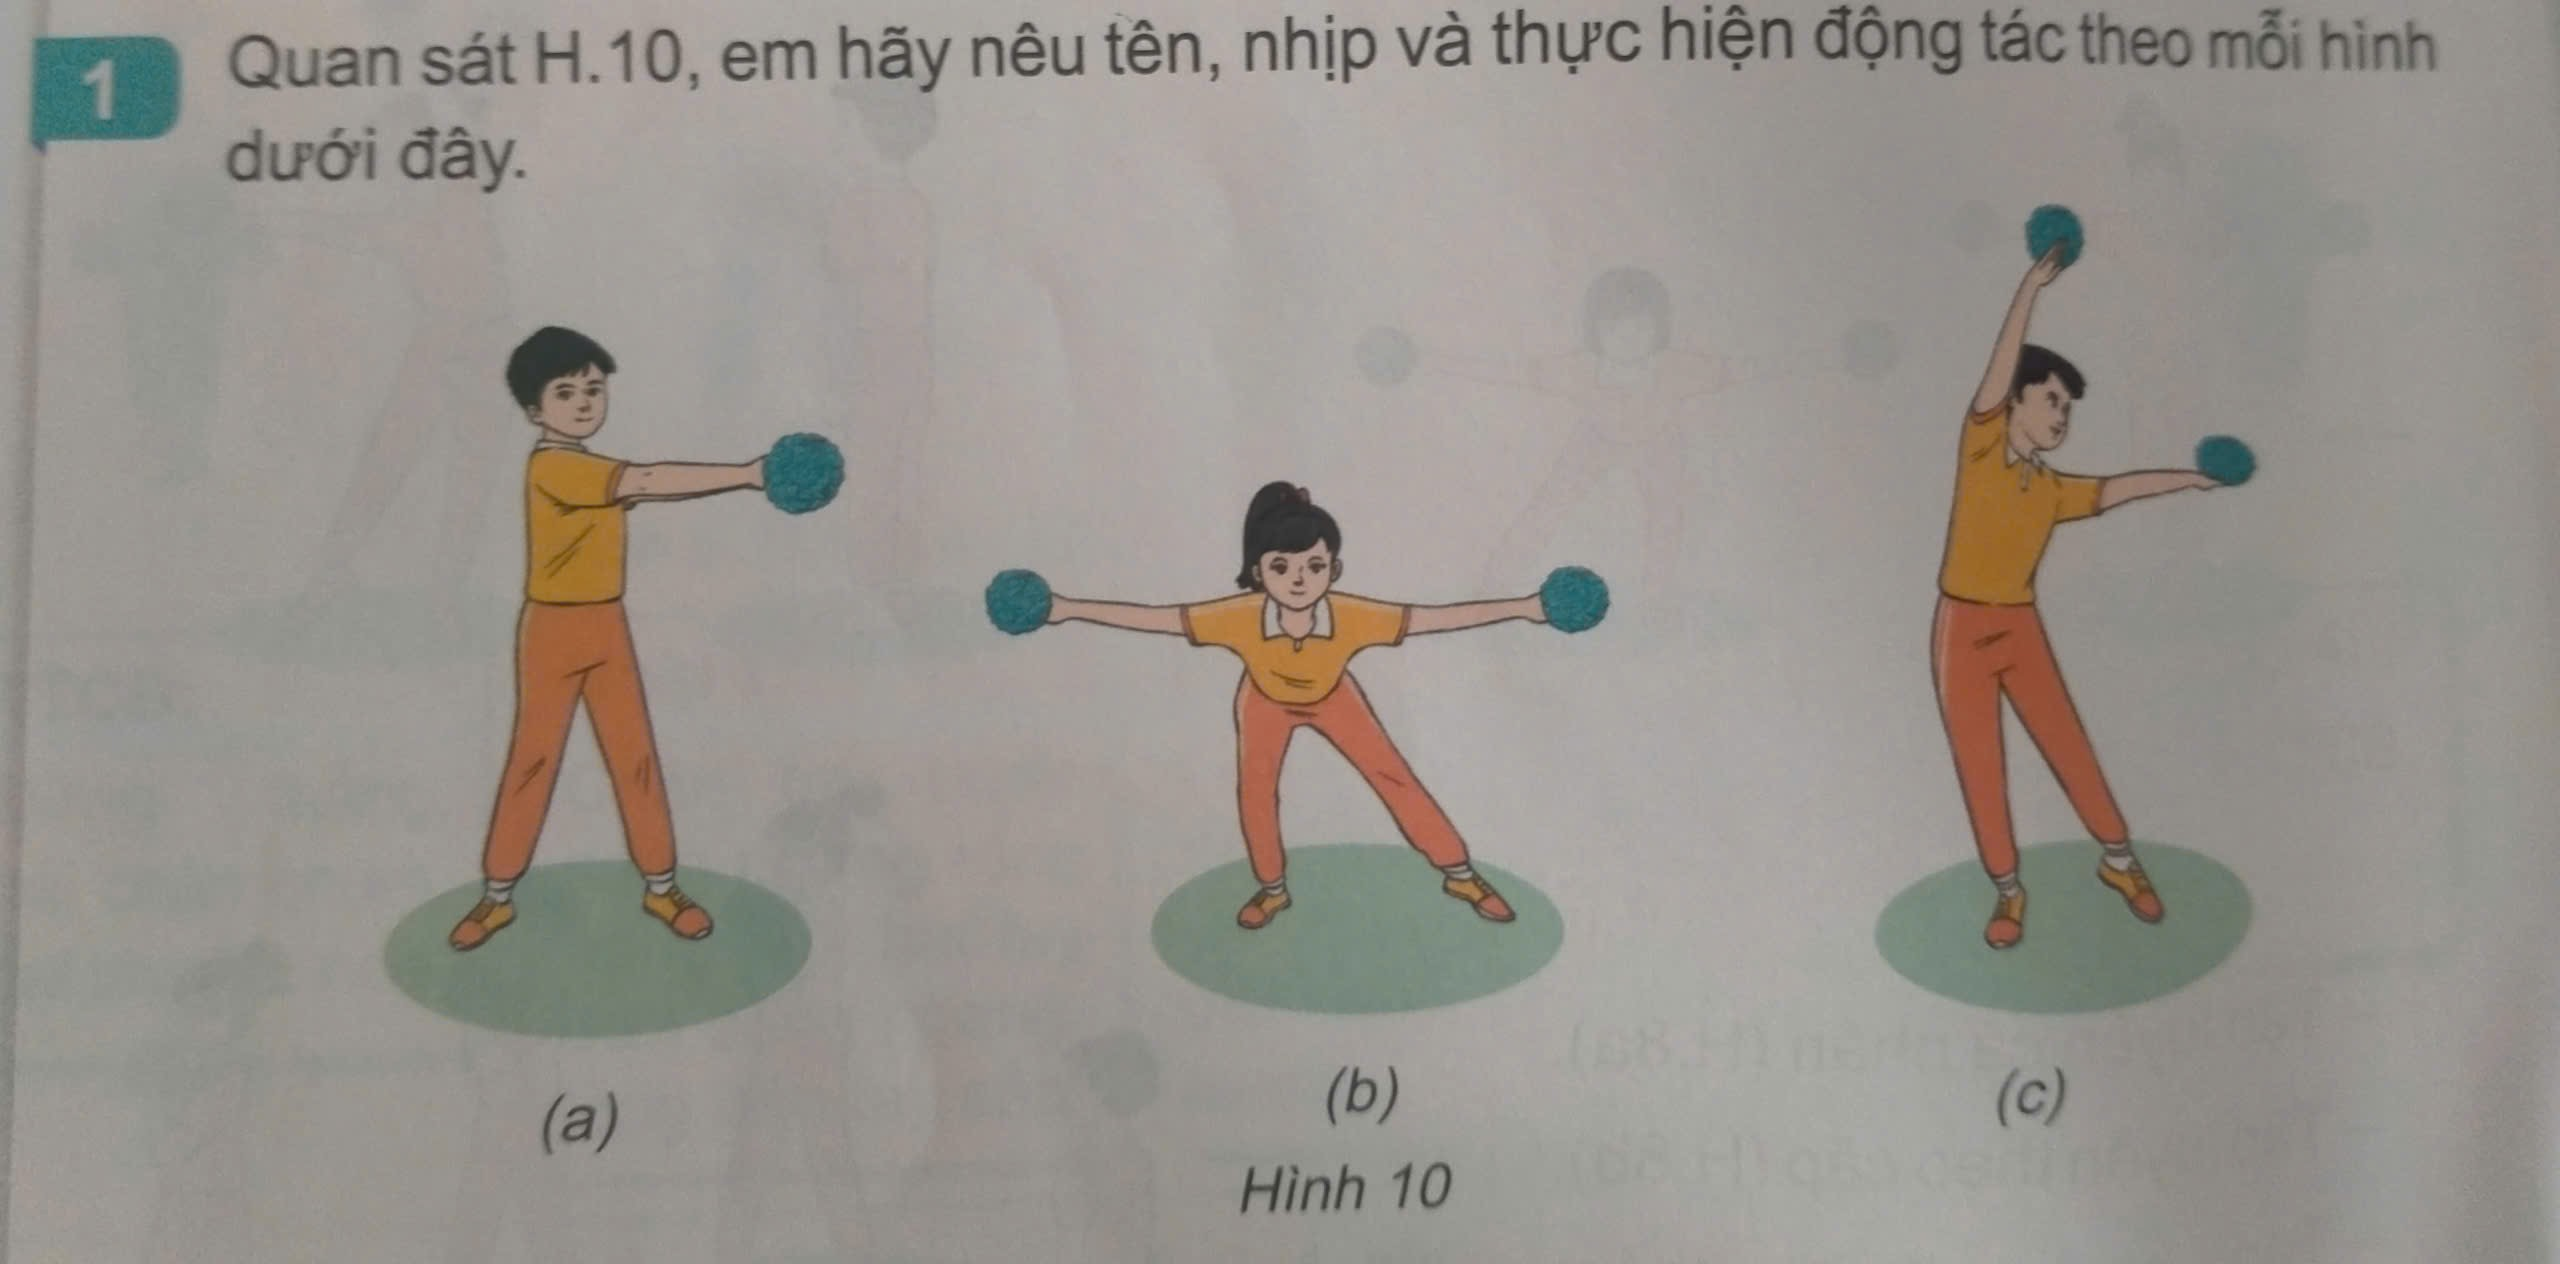 1 Quan sát H.10, em hãy nêu tên, nhịp và thực hiện động tác theo mỗi hình
dưới đây.
(a) (b) (c)
Hình 10